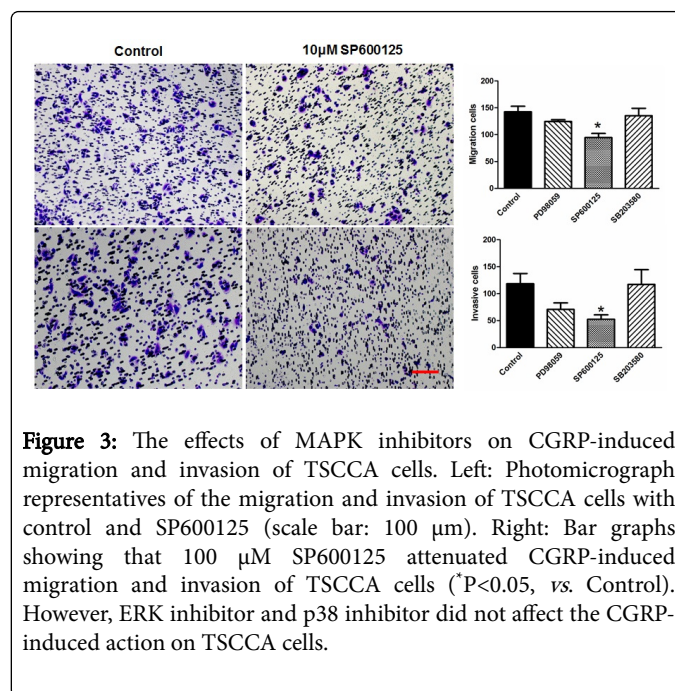 Control
10µM SP600125
Migration cells
200
150
100
50
0
*
Control
PD98059
SP600125
SB203580
Invasive cells
200
150
100
50
0
*
Control
PD98059
SP600125
SB203580
Figure 3: The effects of MAPK inhibitors on CGRP-induced
migration and invasion of TSCCA cells. Left: Photomicrograph
representatives of the migration and invasion of TSCCA cells with
control and SP600125 (scale bar: 100 μm). Right: Bar graphs
showing that 100 μM SP600125 attenuated CGRP-induced
migration and invasion of TSCCA cells (*P<0.05, vs. Control).
However, ERK inhibitor and p38 inhibitor did not affect the CGRP-
induced action on TSCCA cells.